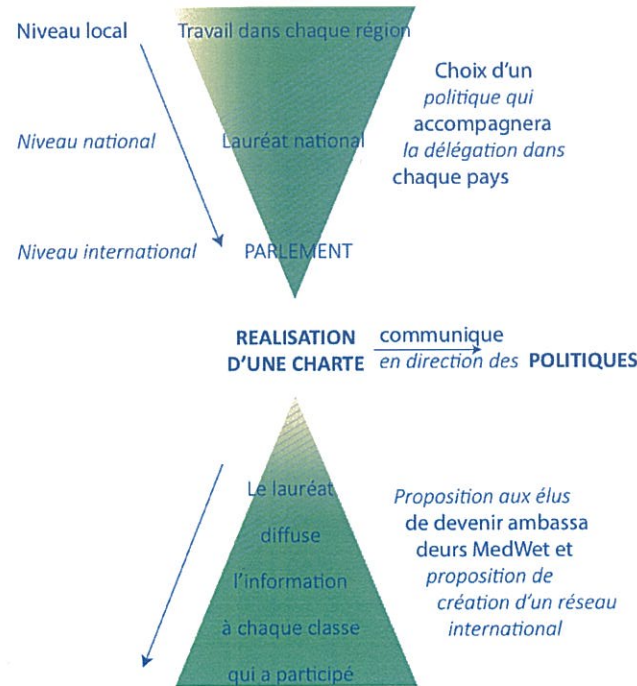 Niveau local
Travail dans chaque région
Choix d'un
politique qui
accompagnera
la délégation dans
chaque pays
Niveau national
Lauréat national
Niveau international
PARLEMENT
REALISATION
D'UNE CHARTE
communique
en direction des
POLITIQUES
Le lauréat
diffuse
l'information
à chaque classe
qui a participé
Proposition aux élus
de devenir ambassa
deurs MedWet et
proposition de
création d'un réseau
international